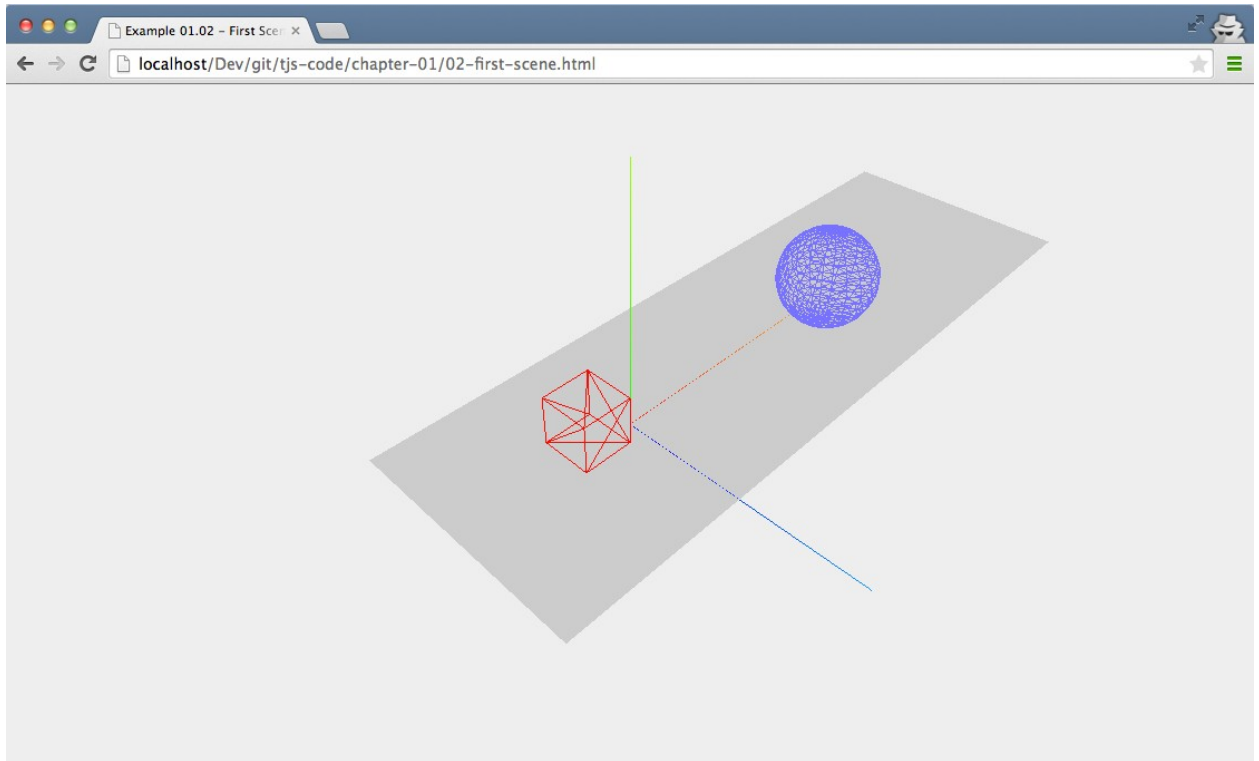 Example 01.02 - First Scen
localhost/Dev/git/tjs-code/chapter-01/02-first-scene.html